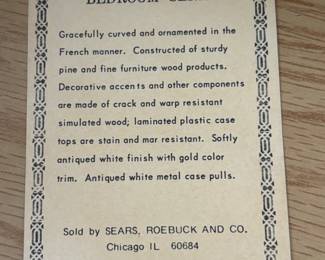 BEDROOM
Gracefully curved and ornamented in the
French manner. Constructed of sturdy
pine and fine furniture wood products.
Decorative accents and other components
are made of crack and warp resistant
simulated wood; laminated plastic case
tops are stain and mar resistant. Softly
antiqued white finish with gold color
trim. Antiqued white metal case pulls.
Sold by SEARS, ROEBUCK AND CO.
Chicago IL 60684